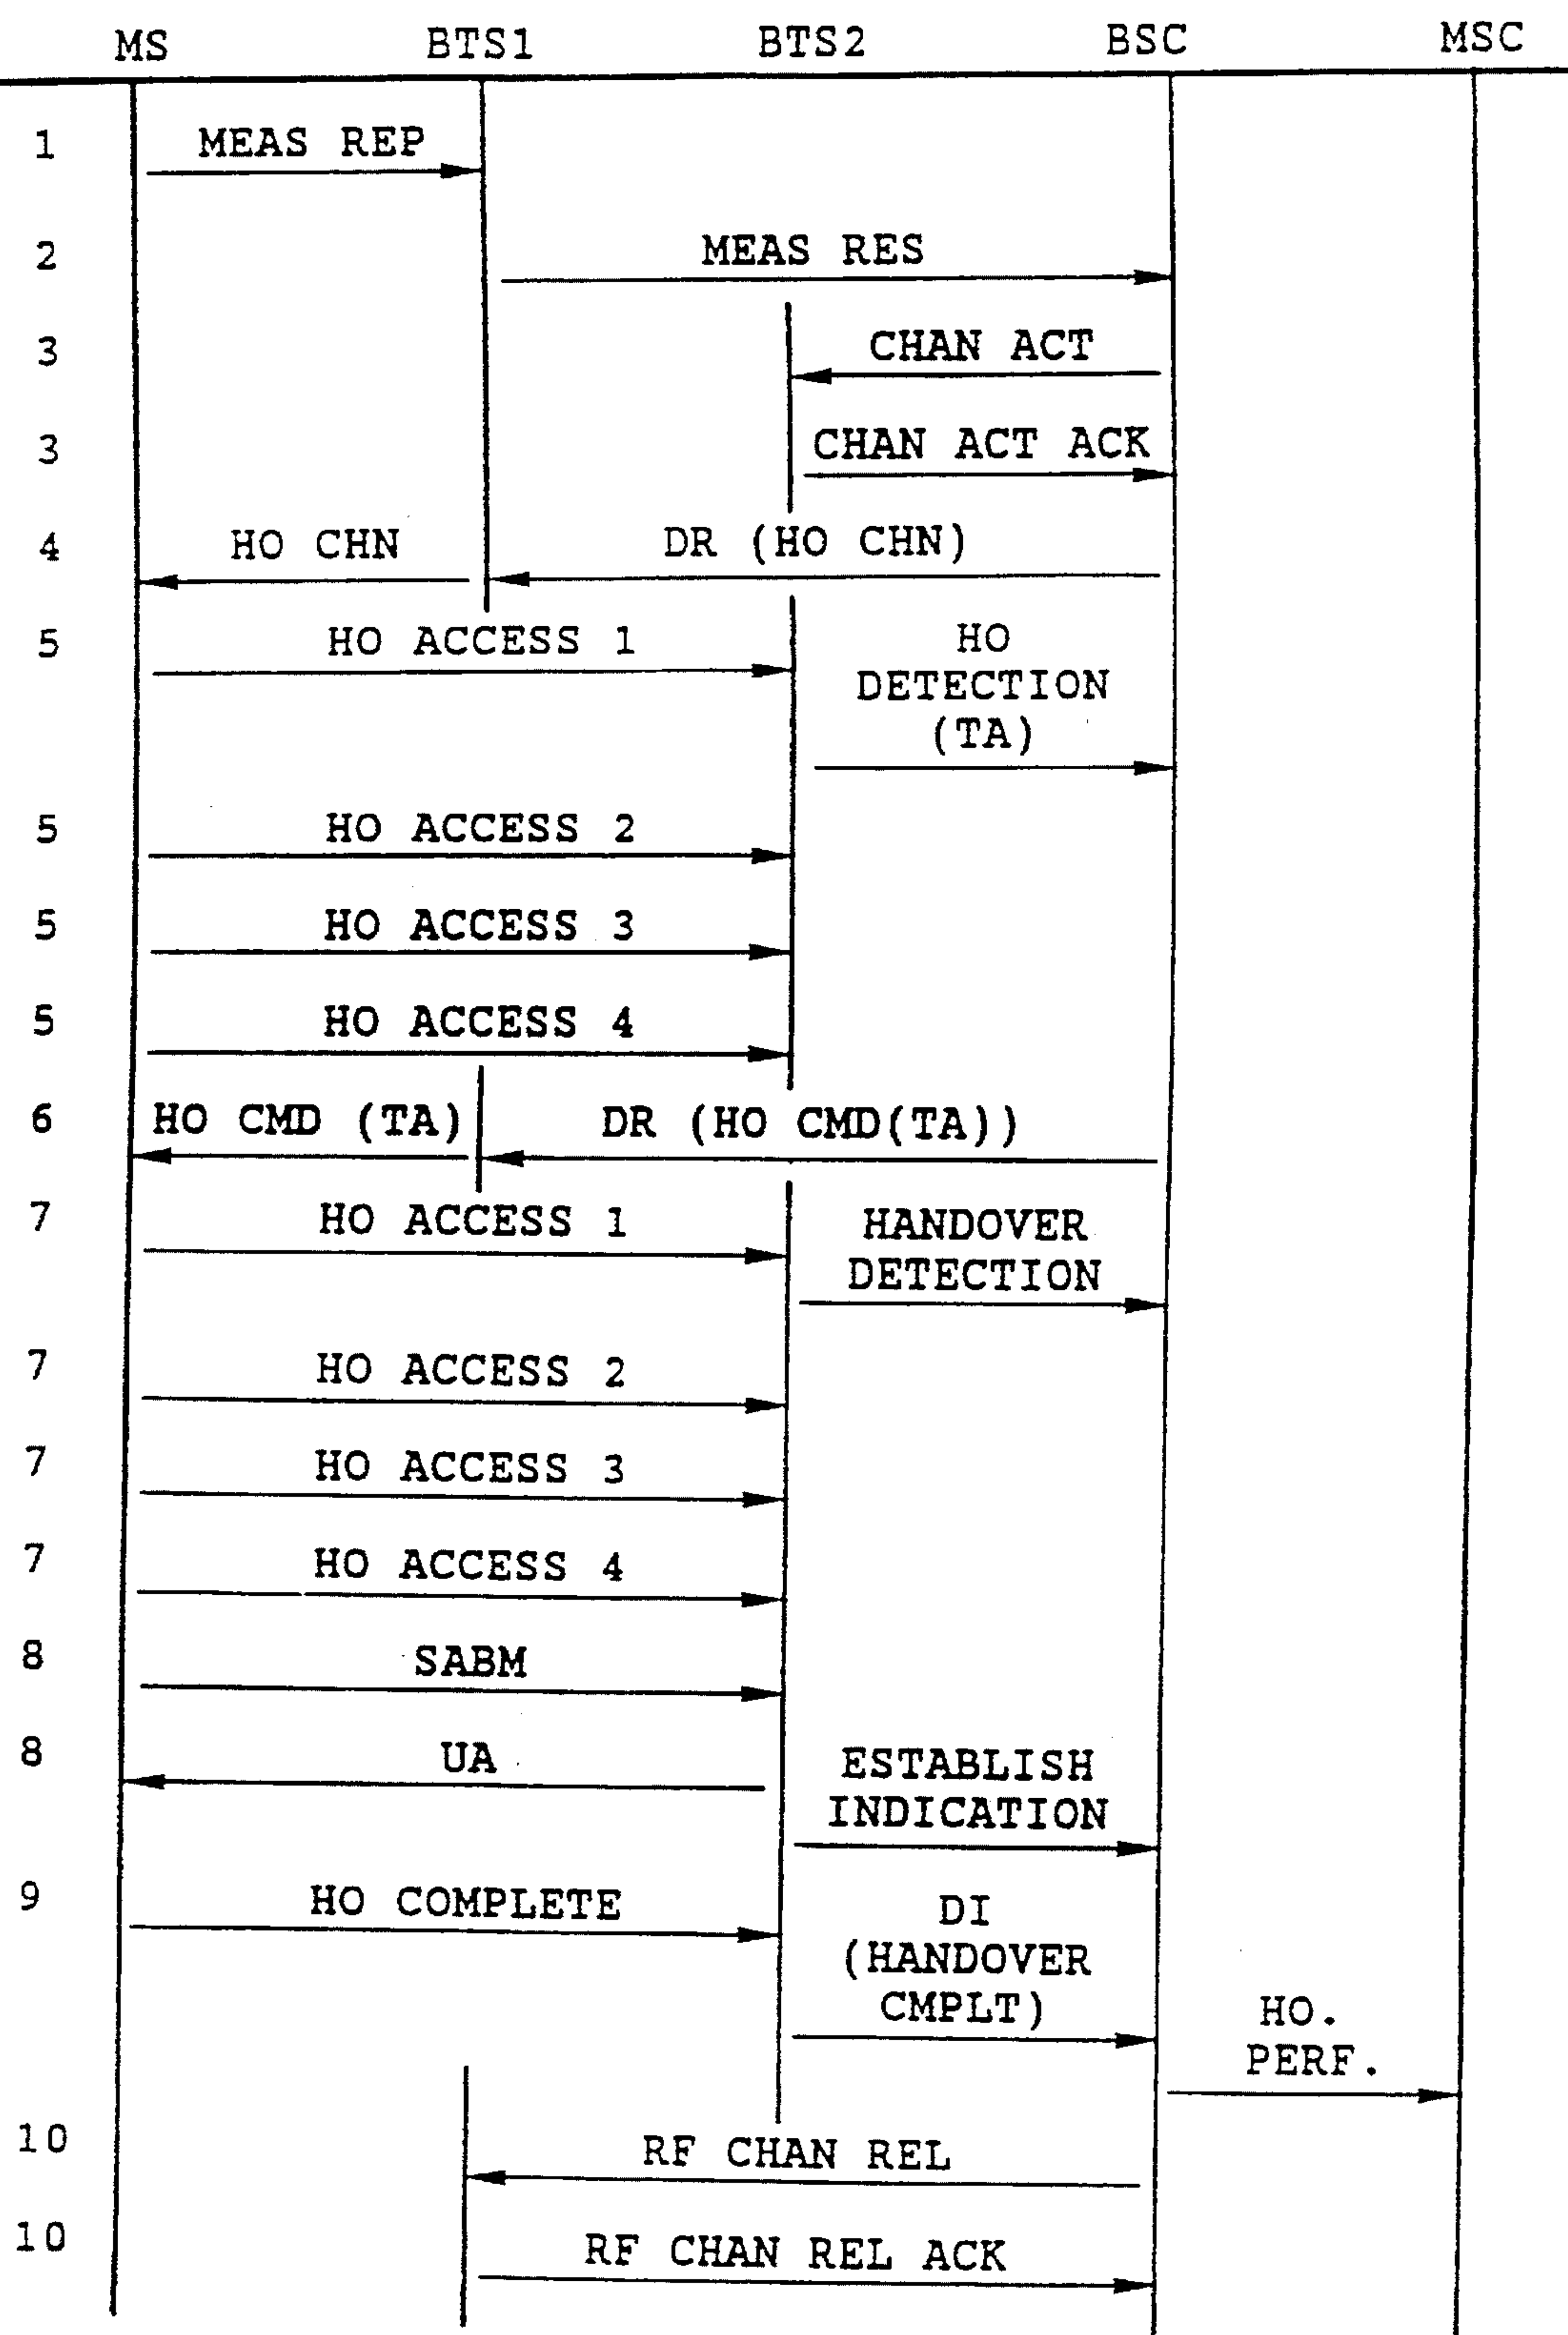 MS BTS1 BTS2 BSC MSC
1 MEAS REP
2 MEAS RES
3 CHAN ACT
3 CHAN ACT ACK
4 HO CHN DR (HO CHN)
5 HO ACCESS 1 HO
DETECTION
(TA)
5 HO ACCESS 2
5 HO ACCESS 3
5 HO ACCESS 4
6 HO CMD (TA) DR (HO CMD(TA))
7 HO ACCESS 1 HANDOVER
DETECTION
7 HO ACCESS 2
7 HO ACCESS 3
7 HO ACCESS 4
8 SABM
8 UA ESTABLISH
INDICATION
9 HO COMPLETE DI
(HANDOVER
CMPLT) HO.
PERF.
10 RF CHAN REL
10 RF CHAN REL ACK